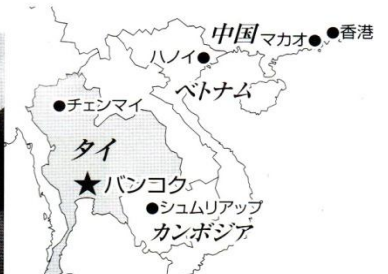 中国
マカオ●
●香港
ハノイ●
ベトナム
●チェンマイ
タイ
★バンコク
●シュムリアップ
カンボジア